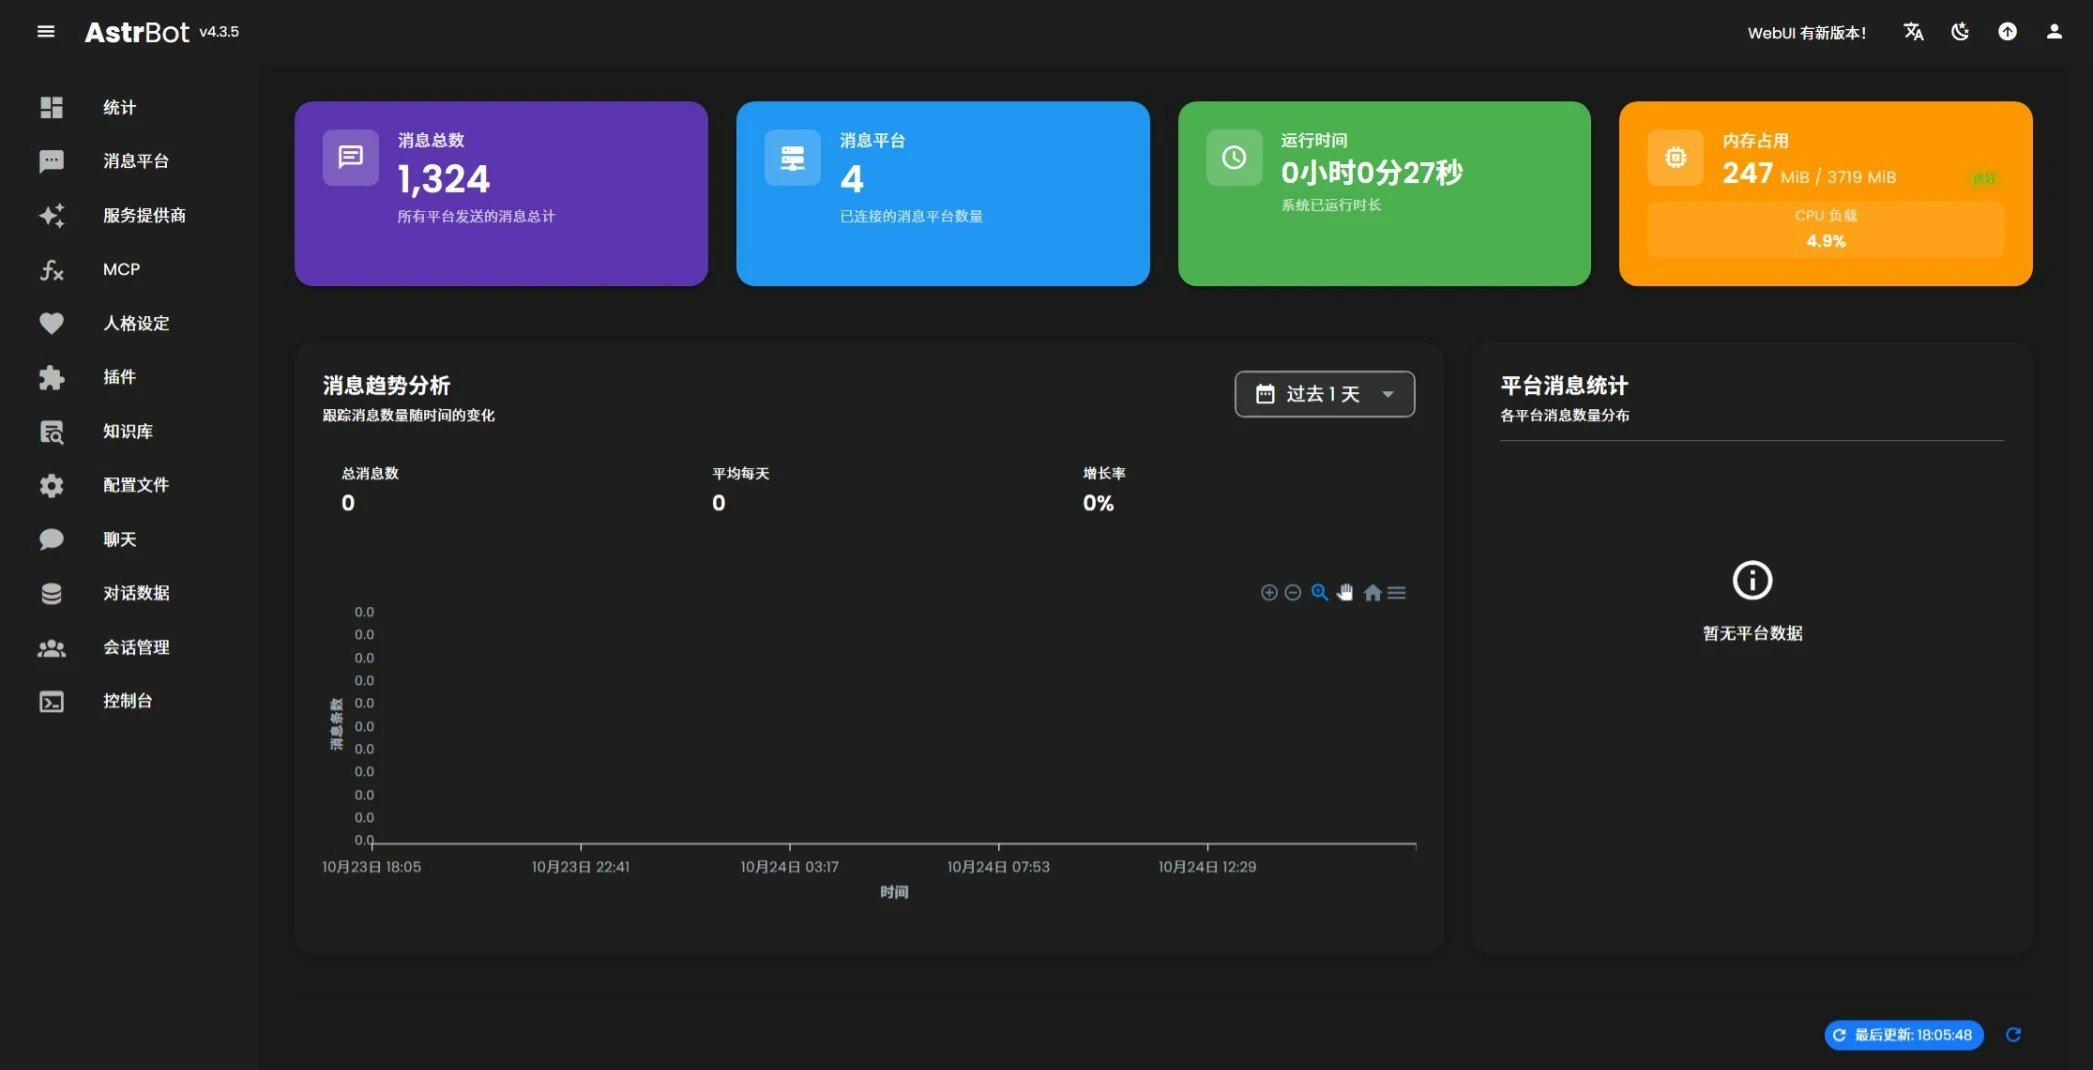 AstrBot v4.3.5
WebUI 有新版本！
统计
消息平台
服务提供商
MCP
人格设定
插件
知识库
配置文件
聊天
对话数据
会话管理
控制台
消息总数
1,324
所有平台发送的消息总计
消息平台
4
已连接的消息平台数量
运行时间
0小时0分27秒
系统已运行时长
内存占用
247 MiB / 3719 MiB
良好
CPU 负载
4.9%
消息趋势分析
跟踪消息数量随时间的变化
过去 1 天
总消息数
0
平均每天
0
增长率
0%
0.0
0.0
0.0
0.0
0.0
0.0
0.0
0.0
0.0
0.0
0.0
消息条数
10月23日 18:05
10月23日 22:41
10月24日 03:17
10月24日 07:53
10月24日 12:29
时间
平台消息统计
各平台消息数量分布
暂无平台数据
最后更新: 18:05:48